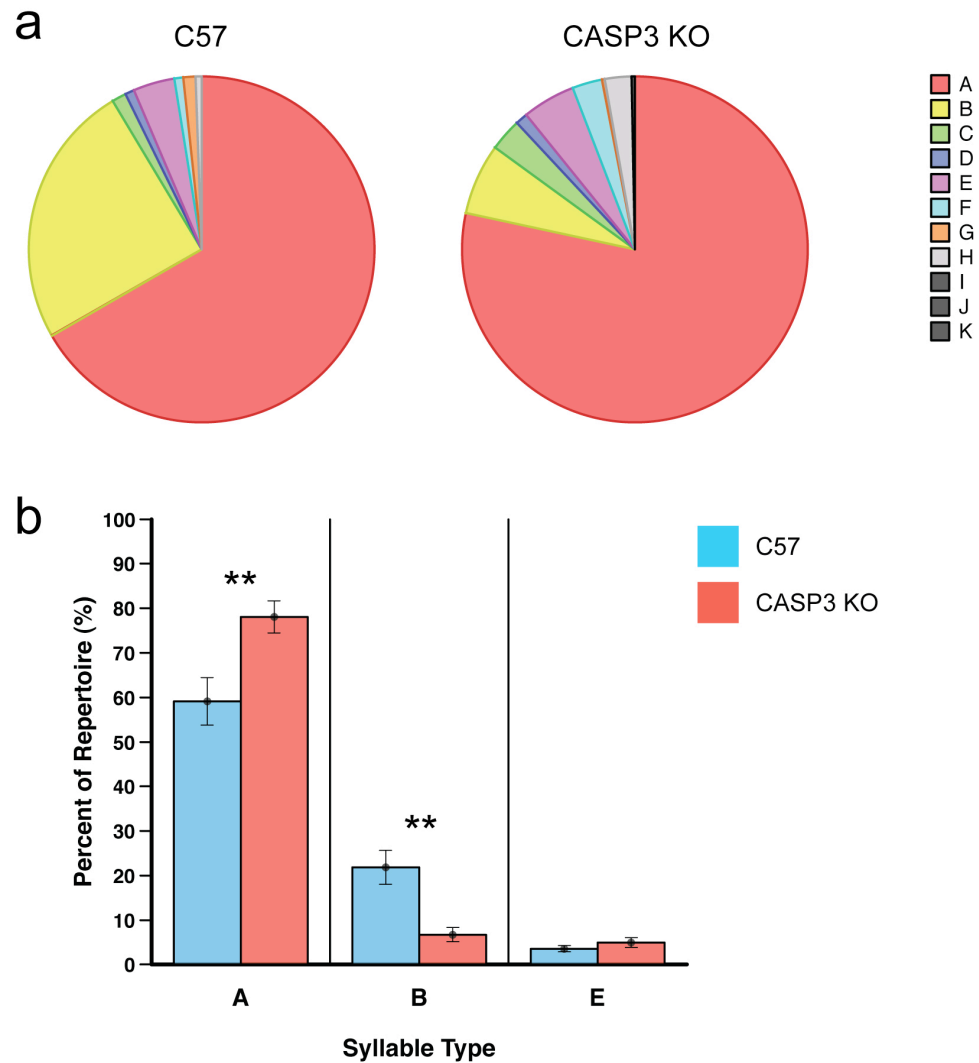 a
C57
CASP3 KO
A
B
C
D
E
F
G
H
I
J
K
b
100
90
80
70
60
50
40
30
20
10
0
Percent of Repertoire (%)
**
**
C57
CASP3 KO
A
B
E
Syllable Type